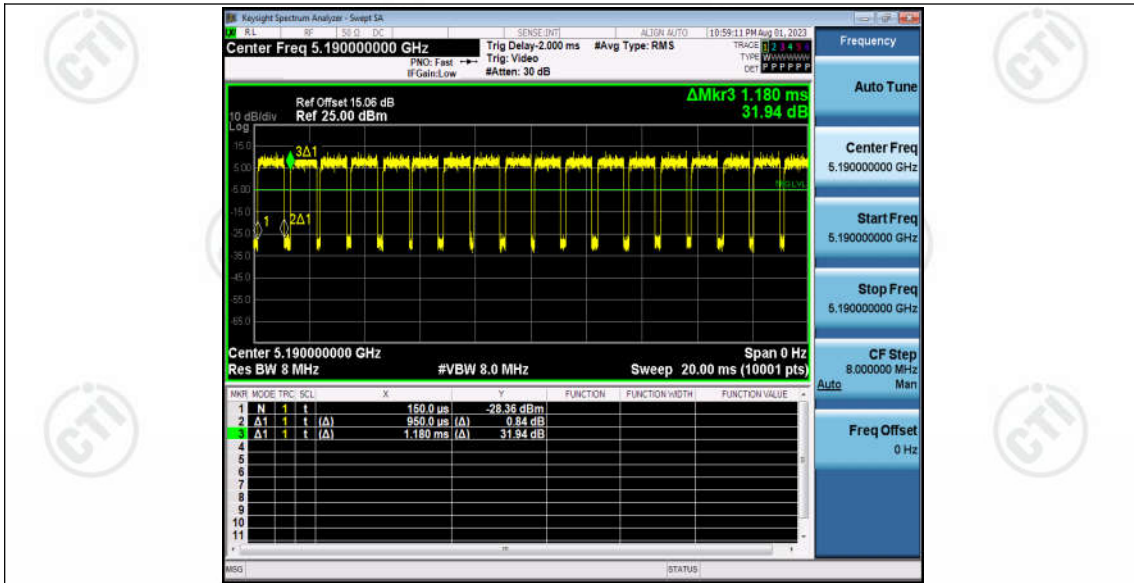 Keysight Spectrum Analyzer - Swept SA
RL RF 50 Ω DC SENSE:INT ALIGN AUTO 10:59:11 PM Aug 01, 2023
Center Freq 5.190000000 GHz
PNO: Fast
IFGain:Low
Trig Delay-2.000 ms
Trig: Video
#Atten: 30 dB
#Avg Type: RMS
TRACE 1 2 3 4 5 6
TYPE WWWWWW
DET P P P P P P
ΔMkr3 1.180 ms
31.94 dB
Ref Offset 15.06 dB
10 dB/div Ref 25.00 dBm
Log
15.0
5.00
-5.00
-15.0
-25.0
-35.0
-45.0
-55.0
-65.0
3Δ1
1
2Δ1
TRIG LVL
Center 5.190000000 GHz Span 0 Hz
Res BW 8 MHz #VBW 8.0 MHz Sweep 20.00 ms (10001 pts)
MKR MODE TRC SCL X Y FUNCTION FUNCTION WIDTH FUNCTION VALUE
1 N 1 t 150.0 µs -28.36 dBm
2 Δ1 1 t (Δ) 950.0 µs (Δ) 0.84 dB
3 Δ1 1 t (Δ) 1.180 ms (Δ) 31.94 dB
4
5
6
7
8
9
10
11
MSG STATUS
Frequency
Auto Tune
Center Freq
5.190000000 GHz
Start Freq
5.190000000 GHz
Stop Freq
5.190000000 GHz
CF Step
8.000000 MHz
Auto Man
Freq Offset
0 Hz
CTI
CTI
CTI
CTI